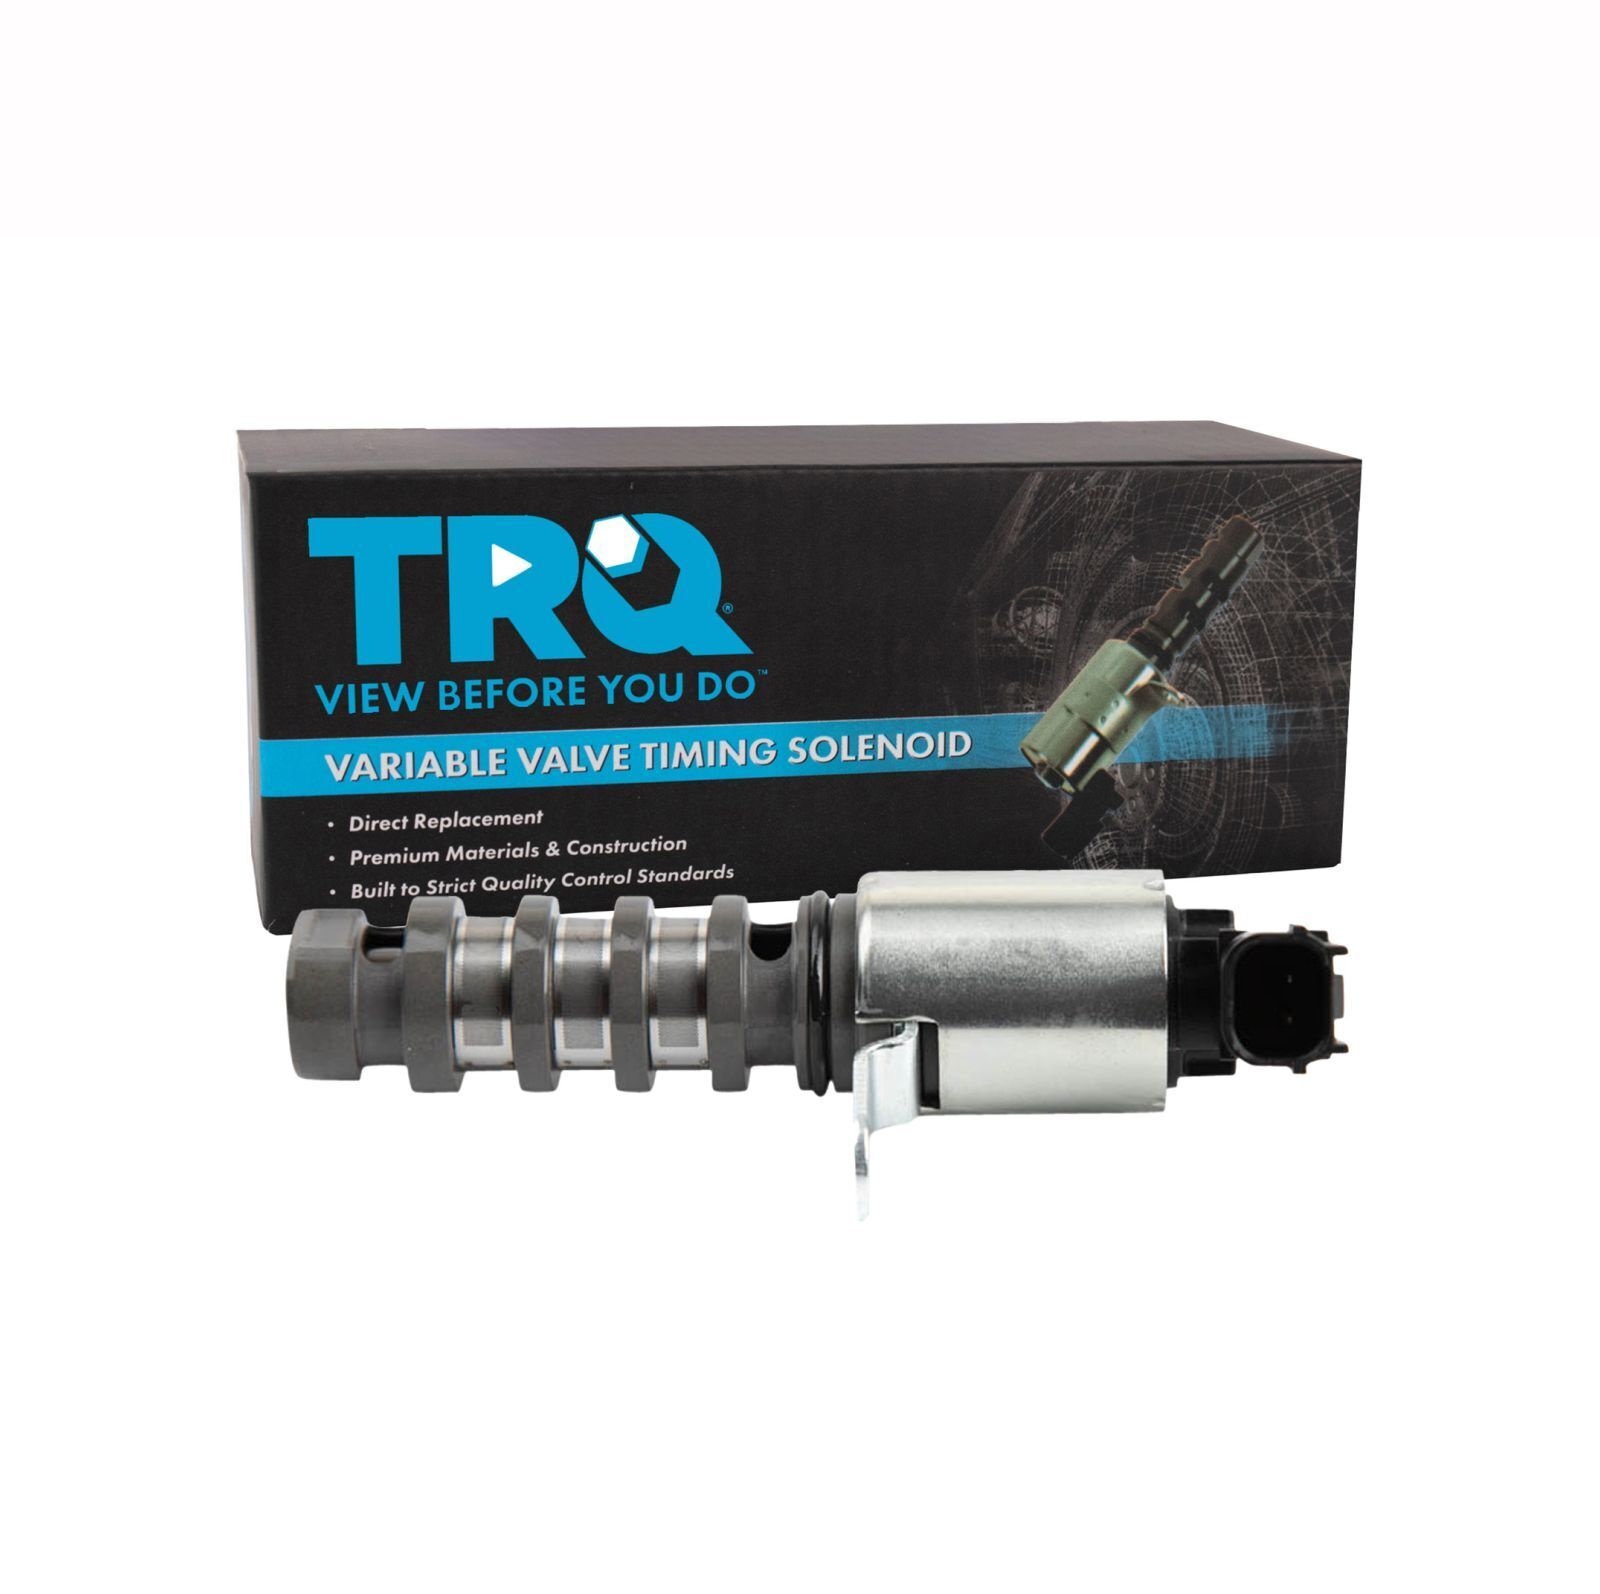 TRQ®
VIEW BEFORE YOU DO™
VARIABLE VALVE TIMING SOLENOID
• Direct Replacement
• Premium Materials & Construction
• Built to Strict Quality Control Standards